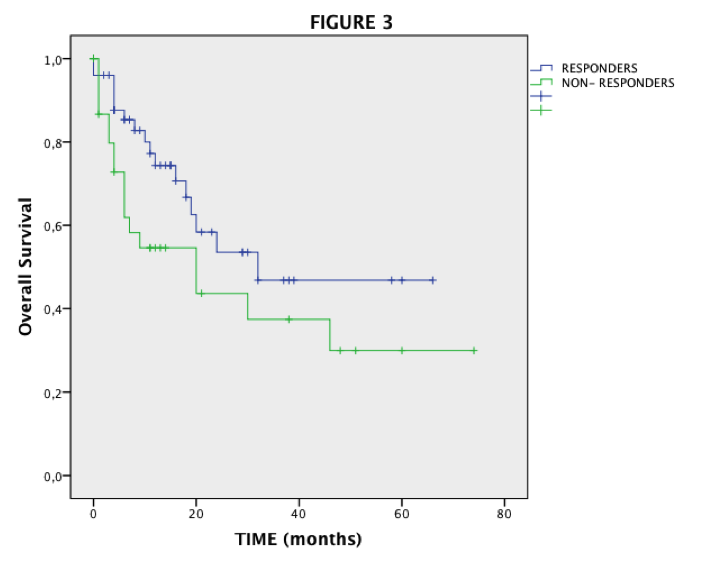 FIGURE 3
RESPONDERS
NON- RESPONDERS
Overall Survival
1,0
0,8
0,6
0,4
0,2
0,0
0 20 40 60 80
TIME (months)